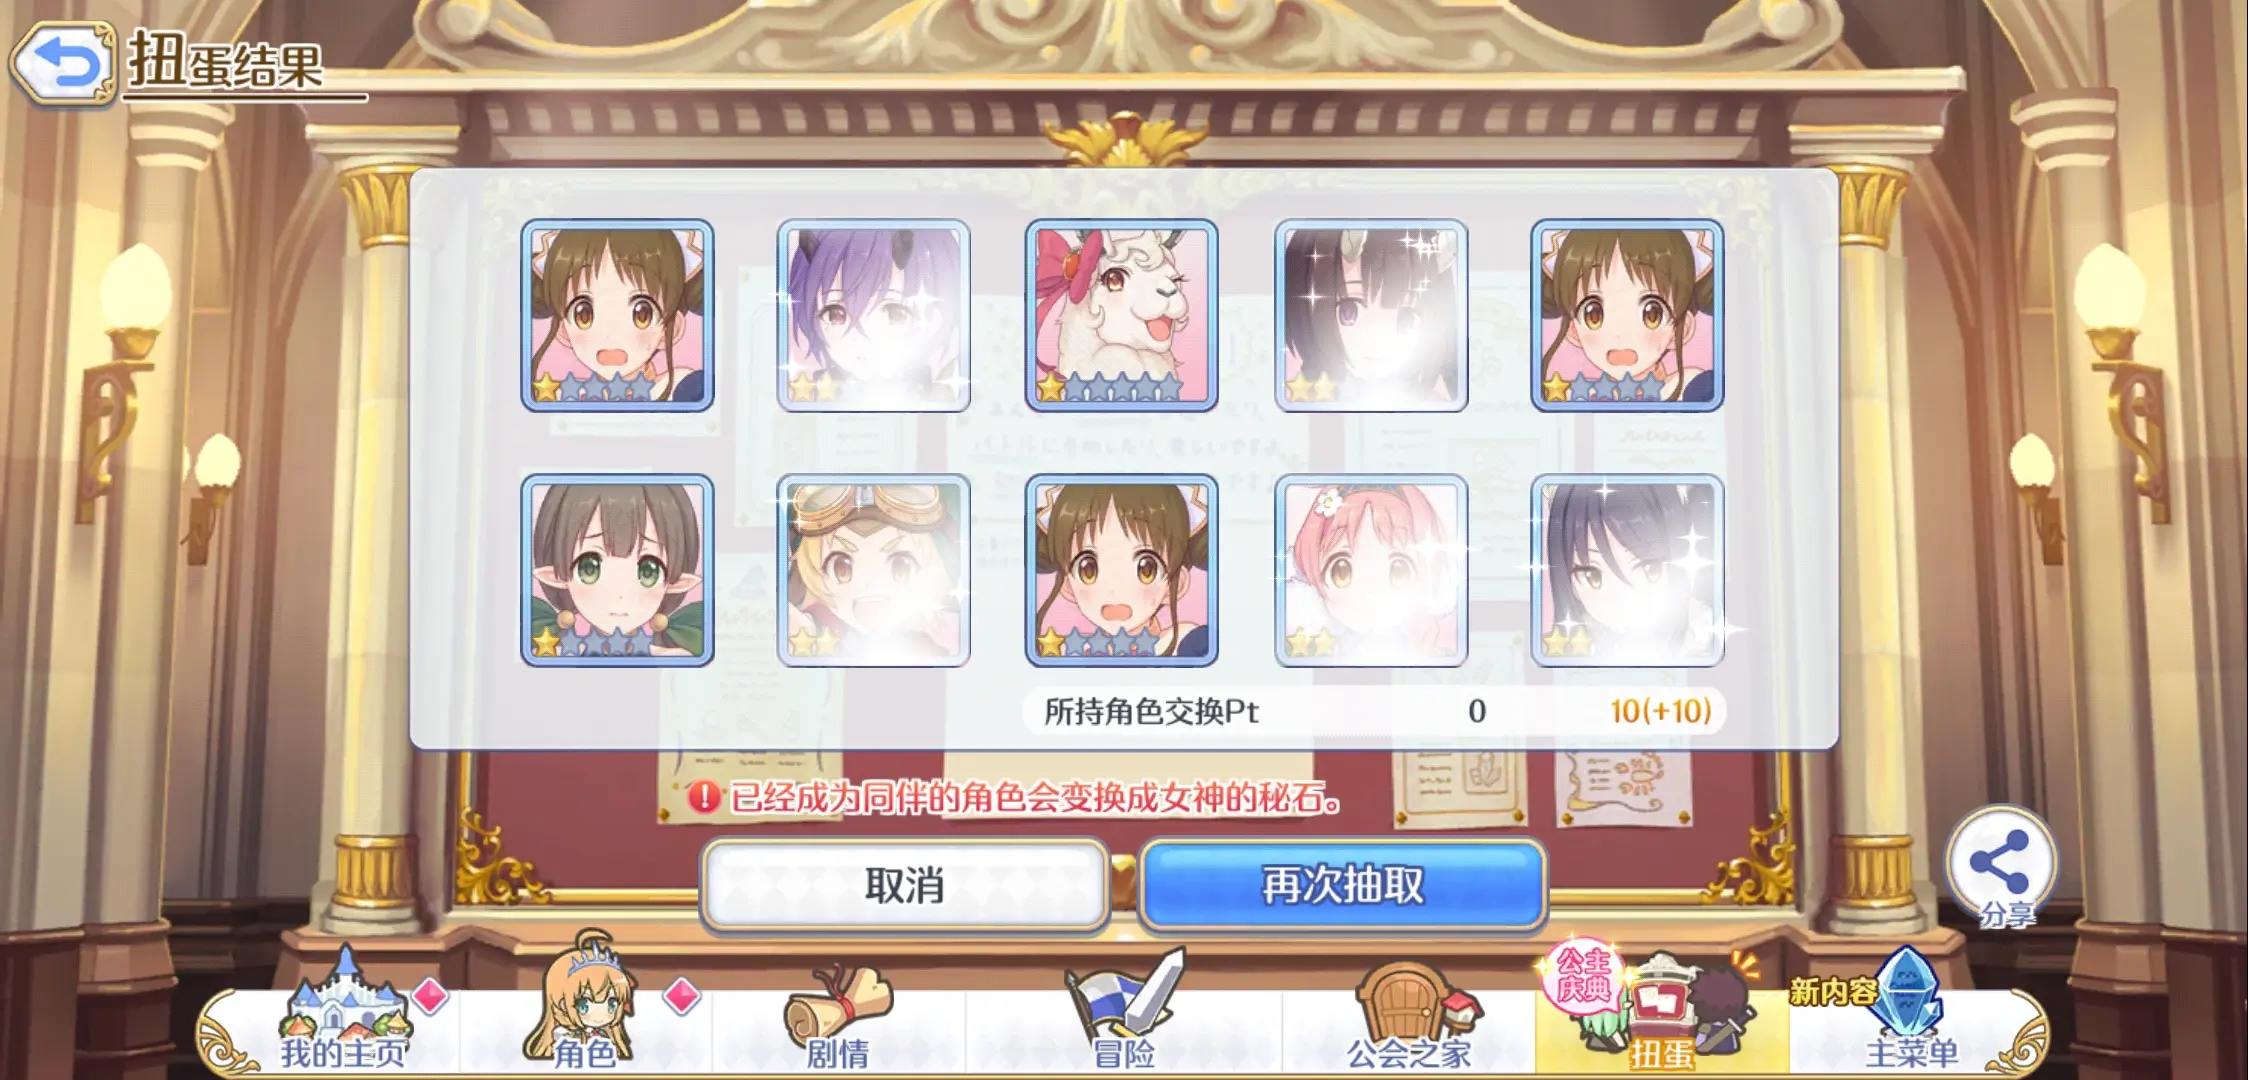 扭蛋结果
所持角色交换Pt 0 10(+10)
已经成为同伴的角色会变换成女神的秘石。
取消
再次抽取
分享
公主
庆典
新内容
我的主页
角色
剧情
冒险
公会之家
扭蛋
主菜单